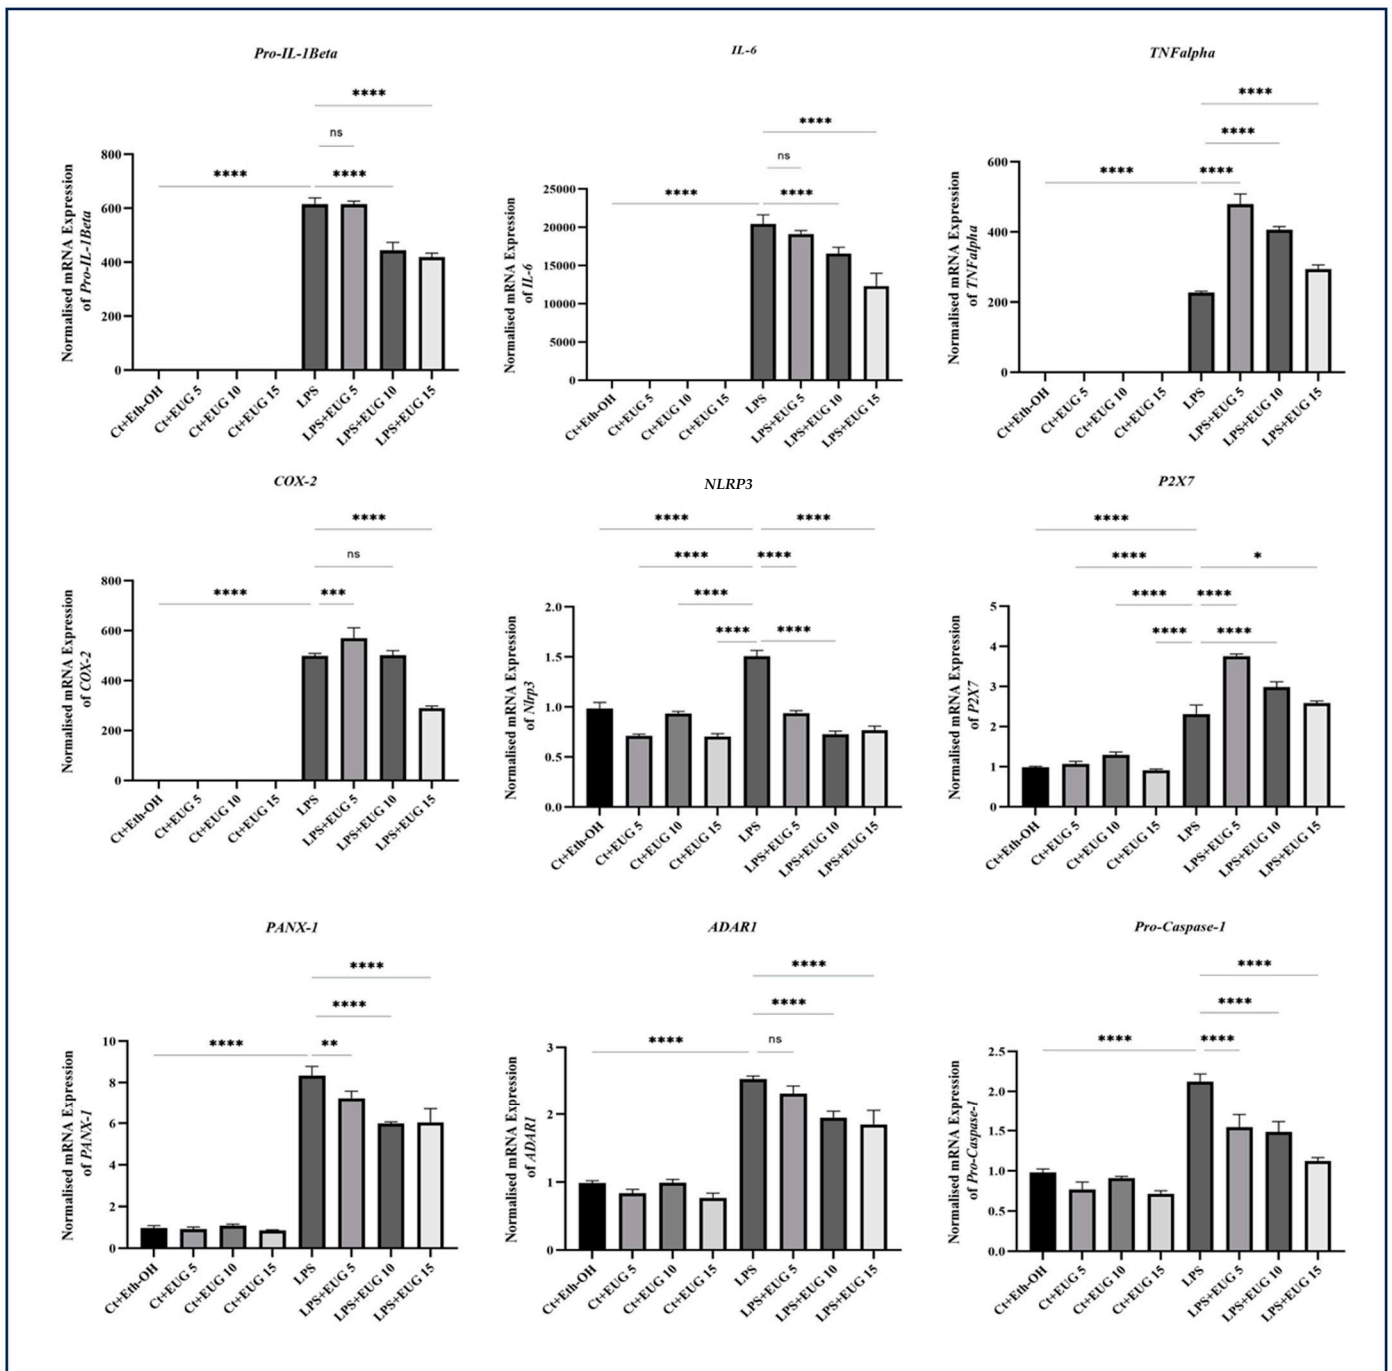 Pro-IL-1Beta
****
ns
**** ****
800
600
400
200
0
Normalised mRNA Expression
of Pro-IL-1Beta
Ct+Eth-OH
Ct+EUG 5
Ct+EUG 10
Ct+EUG 15
LPS
LPS+EUG 5
LPS+EUG 10
LPS+EUG 15
IL-6
****
ns
**** ****
25000
20000
15000
10000
5000
0
Normalised mRNA Expression
of IL-6
Ct+Eth-OH
Ct+EUG 5
Ct+EUG 10
Ct+EUG 15
LPS
LPS+EUG 5
LPS+EUG 10
LPS+EUG 15
TNFalpha
****
****
**** ****
600
400
200
0
Normalised mRNA Expression
of TNFalpha
Ct+Eth-OH
Ct+EUG 5
Ct+EUG 10
Ct+EUG 15
LPS
LPS+EUG 5
LPS+EUG 10
LPS+EUG 15
COX-2
****
ns
**** ***
800
600
400
200
0
Normalised mRNA Expression
of COX-2
Ct+Eth-OH
Ct+EUG 5
Ct+EUG 10
Ct+EUG 15
LPS
LPS+EUG 5
LPS+EUG 10
LPS+EUG 15
NLRP3
**** ****
**** ****
****
**** ****
2.0
1.5
1.0
0.5
0.0
Normalised mRNA Expression
of Nlrp3
Ct+Eth-OH
Ct+EUG 5
Ct+EUG 10
Ct+EUG 15
LPS
LPS+EUG 5
LPS+EUG 10
LPS+EUG 15
P2X7
****
**** *
**** ****
**** ****
5
4
3
2
1
0
Normalised mRNA Expression
of P2X7
Ct+Eth-OH
Ct+EUG 5
Ct+EUG 10
Ct+EUG 15
LPS
LPS+EUG 5
LPS+EUG 10
LPS+EUG 15
PANX-1
****
****
**** **
10
8
6
4
2
0
Normalised mRNA Expression
of PANX-1
Ct+Eth-OH
Ct+EUG 5
Ct+EUG 10
Ct+EUG 15
LPS
LPS+EUG 5
LPS+EUG 10
LPS+EUG 15
ADAR1
****
****
**** ns
3
2
1
0
Normalised mRNA Expression
of ADAR1
Ct+Eth-OH
Ct+EUG 5
Ct+EUG 10
Ct+EUG 15
LPS
LPS+EUG 5
LPS+EUG 10
LPS+EUG 15
Pro-Caspase-1
****
****
**** ****
2.5
2.0
1.5
1.0
0.5
0.0
Normalised mRNA Expression
of Pro-Caspase-1
Ct+Eth-OH
Ct+EUG 5
Ct+EUG 10
Ct+EUG 15
LPS
LPS+EUG 5
LPS+EUG 10
LPS+EUG 15